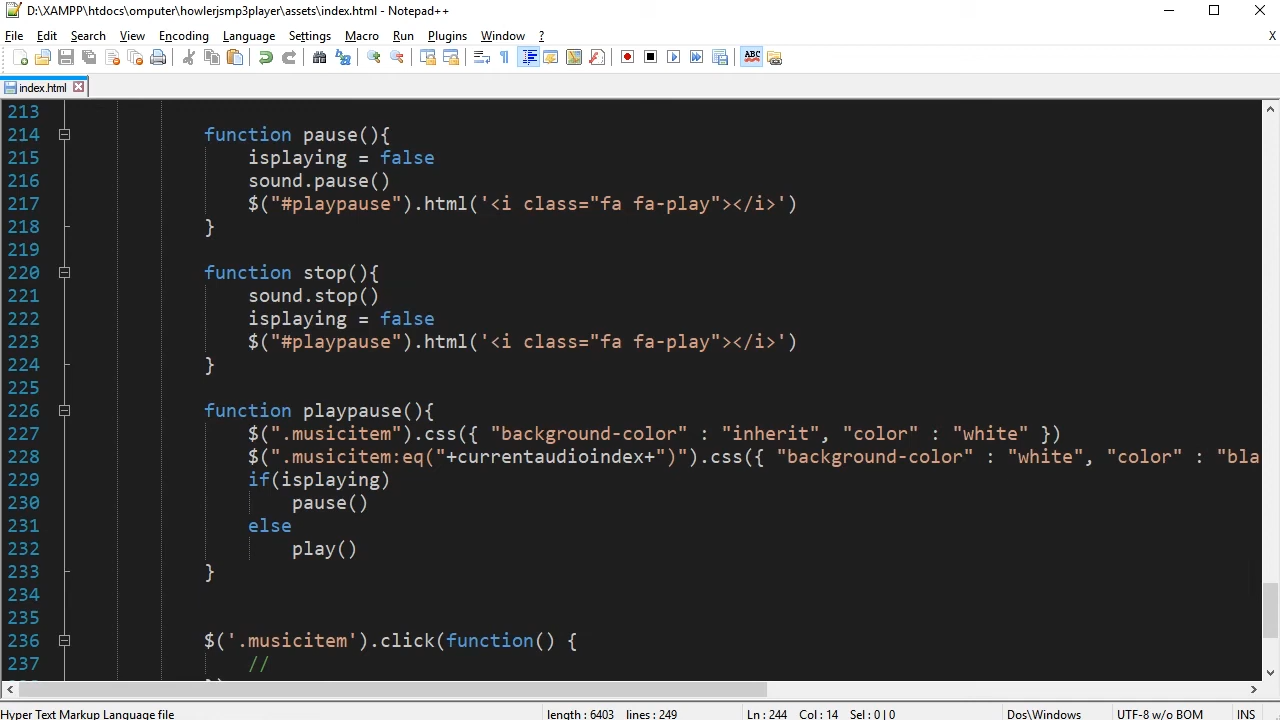 D:\XAMPP\htdocs\omputer\howlerjsmp3player\assets\index.html - Notepad++
File Edit Search View Encoding Language Settings Macro Run Plugins Window ? X
index.html
213
214 function pause(){
215 isplaying = false
216 sound.pause()
217 $("#playpause").html('<i class="fa fa-play"></i>')
218 }
219
220 function stop(){
221 sound.stop()
222 isplaying = false
223 $("#playpause").html('<i class="fa fa-play"></i>')
224 }
225
226 function playpause(){
227 $(".musicitem").css({ "background-color" : "inherit", "color" : "white" })
228 $(".musicitem:eq("+currentaudioindex+")").css({ "background-color" : "white", "color" : "bla
229 if(isplaying)
230 pause()
231 else
232 play()
233 }
234
235
236 $('.musicitem').click(function() {
237 //
Hyper Text Markup Language file length : 6403 lines : 249 Ln : 244 Col : 14 Sel : 0 | 0 Dos\Windows UTF-8 w/o BOM INS